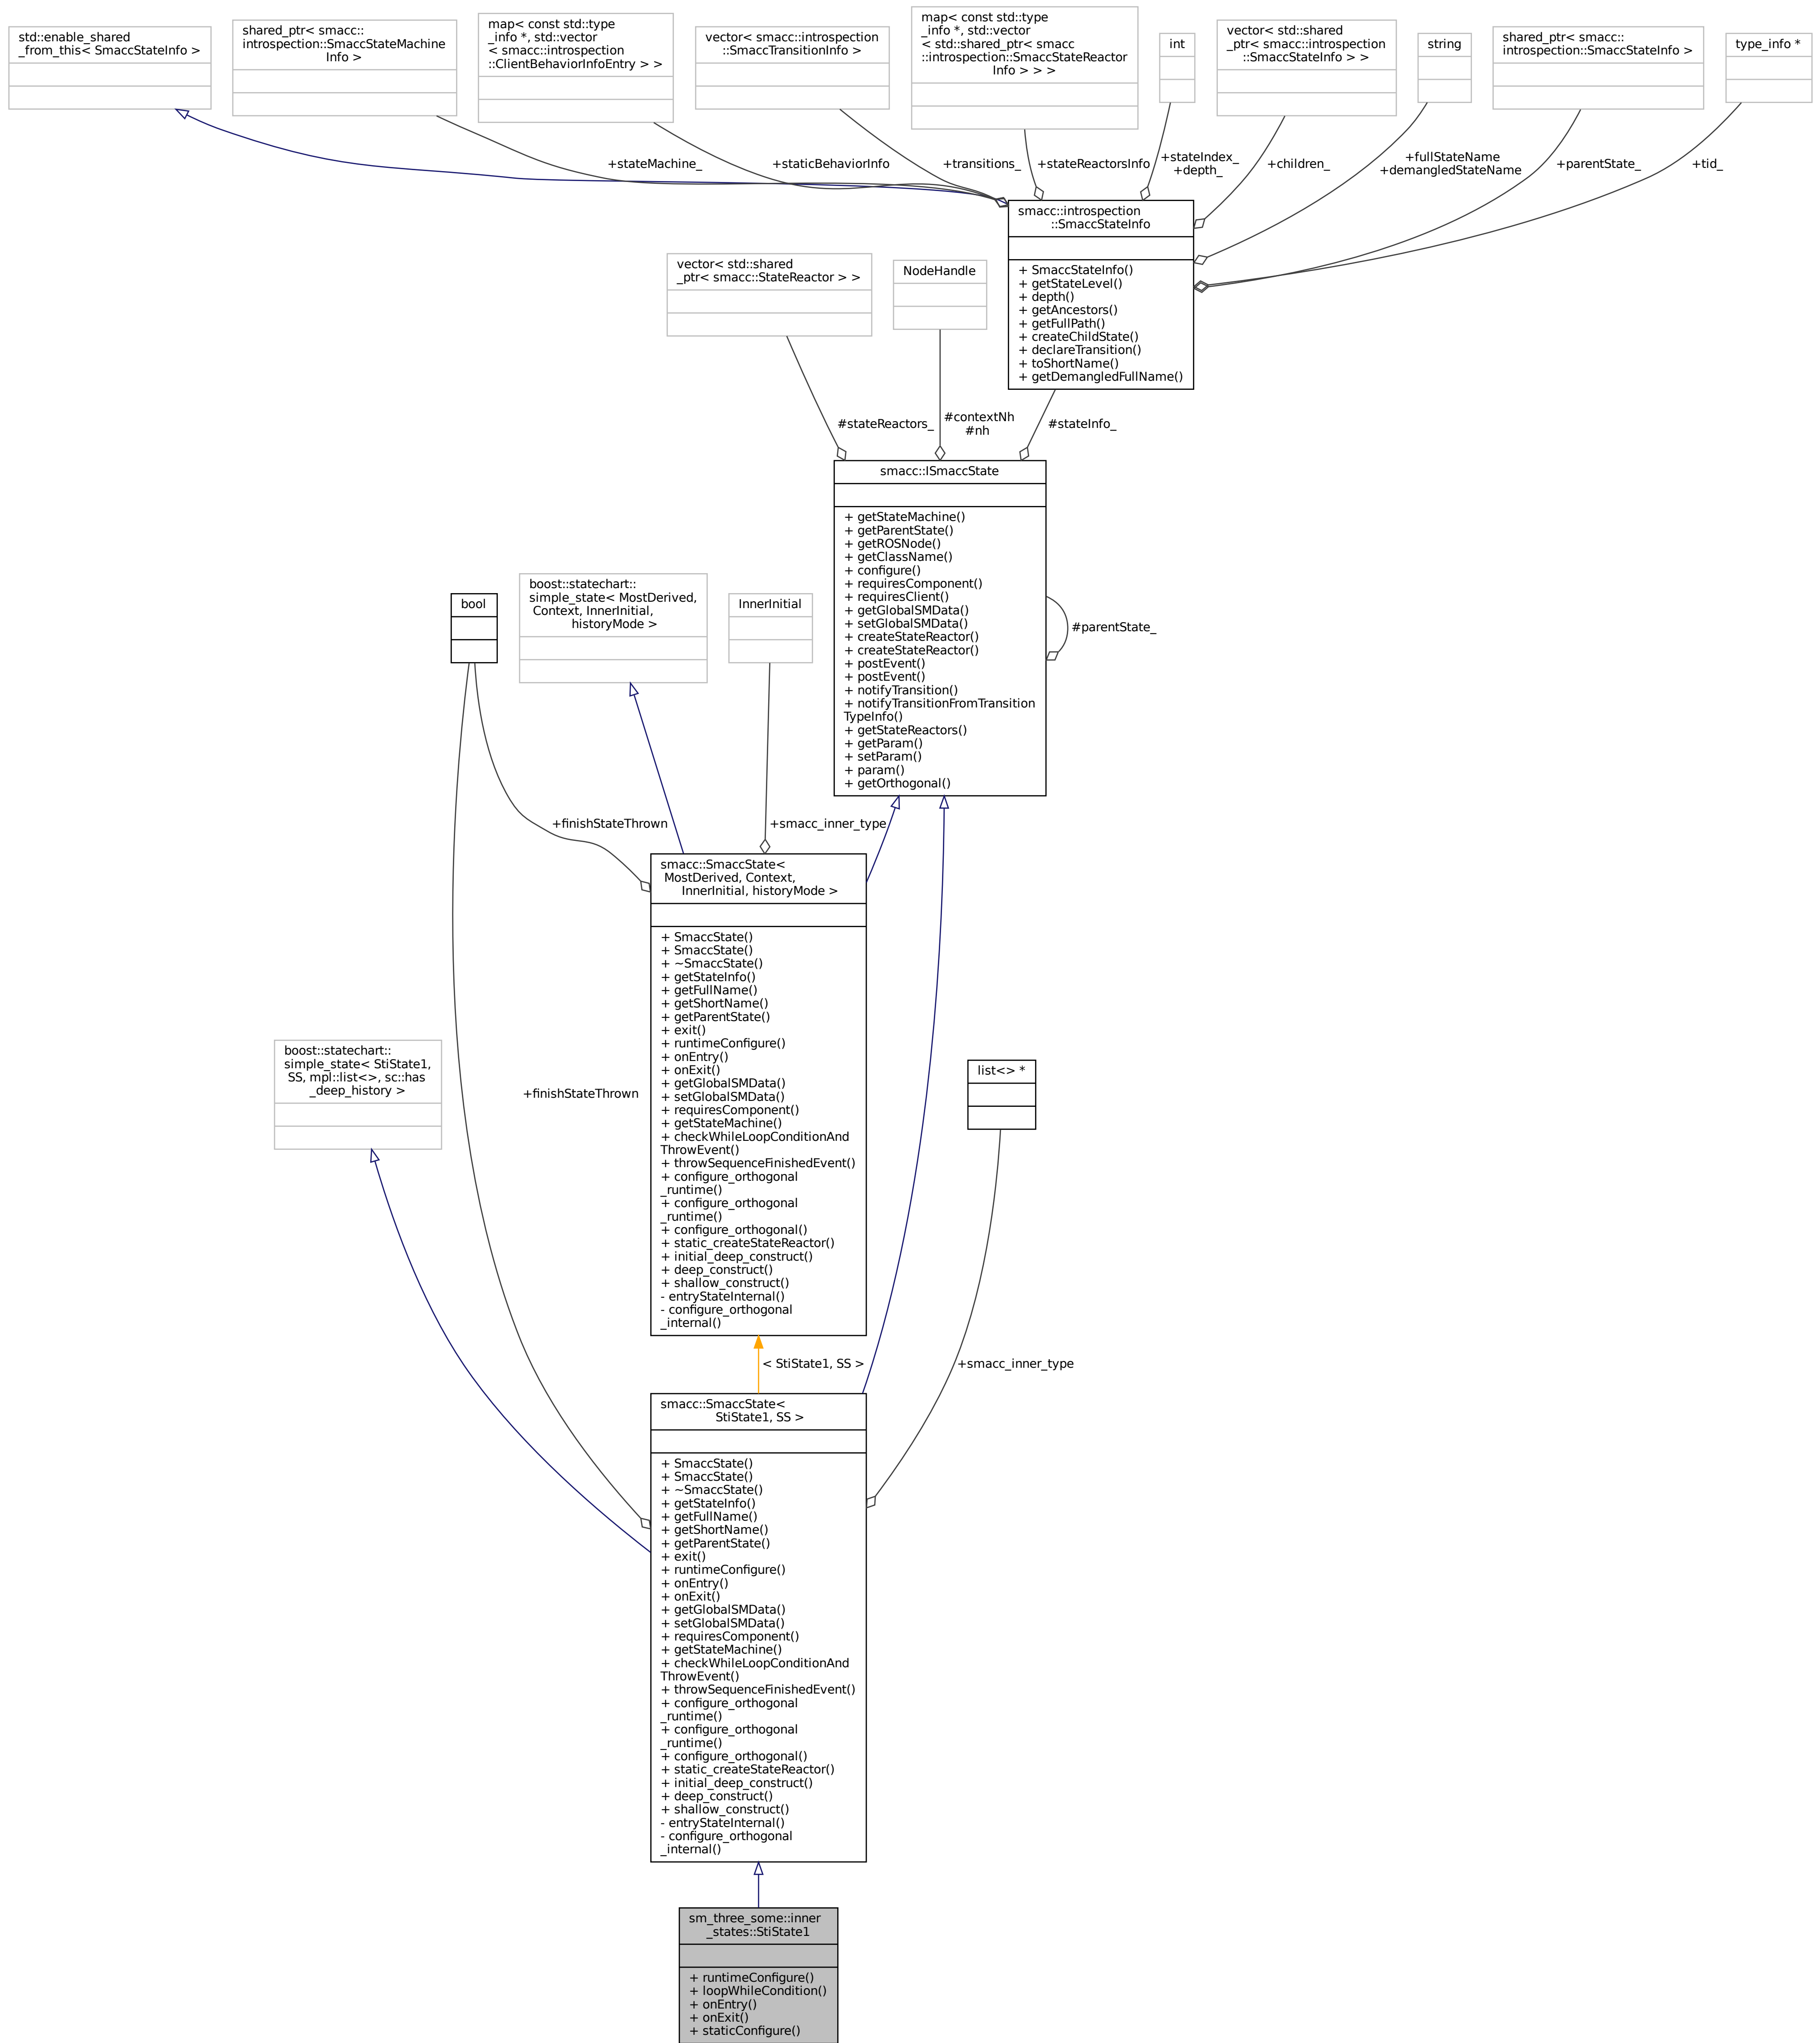 std::enable_shared
_from_this< SmaccStateInfo >
shared_ptr< smacc::
introspection::SmaccStateMachine
Info >
map< const std::type
_info *, std::vector
< smacc::introspection
::ClientBehaviorInfoEntry > >
vector< smacc::introspection
::SmaccTransitionInfo >
map< const std::type
_info *, std::vector
< std::shared_ptr< smacc
::introspection::SmaccStateReactor
Info > > >
int
vector< std::shared
_ptr< smacc::introspection
::SmaccStateInfo > >
string
shared_ptr< smacc::
introspection::SmaccStateInfo >
type_info *
+stateMachine_
+staticBehaviorInfo
+transitions_
+stateReactorsInfo
+stateIndex_
+depth_
+children_
+fullStateName
+demangledStateName
+parentState_
+tid_
smacc::introspection
::SmaccStateInfo
+ SmaccStateInfo()
+ getStateLevel()
+ depth()
+ getAncestors()
+ getFullPath()
+ createChildState()
+ declareTransition()
+ toShortName()
+ getDemangledFullName()
vector< std::shared
_ptr< smacc::StateReactor > >
NodeHandle
#stateReactors_
#contextNh
#nh
#stateInfo_
smacc::ISmaccState
+ getStateMachine()
+ getParentState()
+ getROSNode()
+ getClassName()
+ configure()
+ requiresComponent()
+ requiresClient()
+ getGlobalSMData()
+ setGlobalSMData()
+ createStateReactor()
+ createStateReactor()
+ postEvent()
+ postEvent()
+ notifyTransition()
+ notifyTransitionFromTransition
TypeInfo()
+ getStateReactors()
+ getParam()
+ setParam()
+ param()
+ getOrthogonal()
#parentState_
bool
boost::statechart::
simple_state< MostDerived,
Context, InnerInitial,
historyMode >
InnerInitial
+finishStateThrown
+smacc_inner_type
smacc::SmaccState<
MostDerived, Context,
InnerInitial, historyMode >
+ SmaccState()
+ SmaccState()
+ ~SmaccState()
+ getStateInfo()
+ getFullName()
+ getShortName()
+ getParentState()
+ exit()
+ runtimeConfigure()
+ onEntry()
+ onExit()
+ getGlobalSMData()
+ setGlobalSMData()
+ requiresComponent()
+ getStateMachine()
+ checkWhileLoopConditionAnd
ThrowEvent()
+ throwSequenceFinishedEvent()
+ configure_orthogonal
_runtime()
+ configure_orthogonal
_runtime()
+ configure_orthogonal()
+ static_createStateReactor()
+ initial_deep_construct()
+ deep_construct()
+ shallow_construct()
- entryStateInternal()
- configure_orthogonal
_internal()
boost::statechart::
simple_state< StiState1,
SS, mpl::list<>, sc::has
_deep_history >
+finishStateThrown
list<> *
< StiState1, SS >
+smacc_inner_type
smacc::SmaccState<
StiState1, SS >
+ SmaccState()
+ SmaccState()
+ ~SmaccState()
+ getStateInfo()
+ getFullName()
+ getShortName()
+ getParentState()
+ exit()
+ runtimeConfigure()
+ onEntry()
+ onExit()
+ getGlobalSMData()
+ setGlobalSMData()
+ requiresComponent()
+ getStateMachine()
+ checkWhileLoopConditionAnd
ThrowEvent()
+ throwSequenceFinishedEvent()
+ configure_orthogonal
_runtime()
+ configure_orthogonal
_runtime()
+ configure_orthogonal()
+ static_createStateReactor()
+ initial_deep_construct()
+ deep_construct()
+ shallow_construct()
- entryStateInternal()
- configure_orthogonal
_internal()
sm_three_some::inner
_states::StiState1
+ runtimeConfigure()
+ loopWhileCondition()
+ onEntry()
+ onExit()
+ staticConfigure()